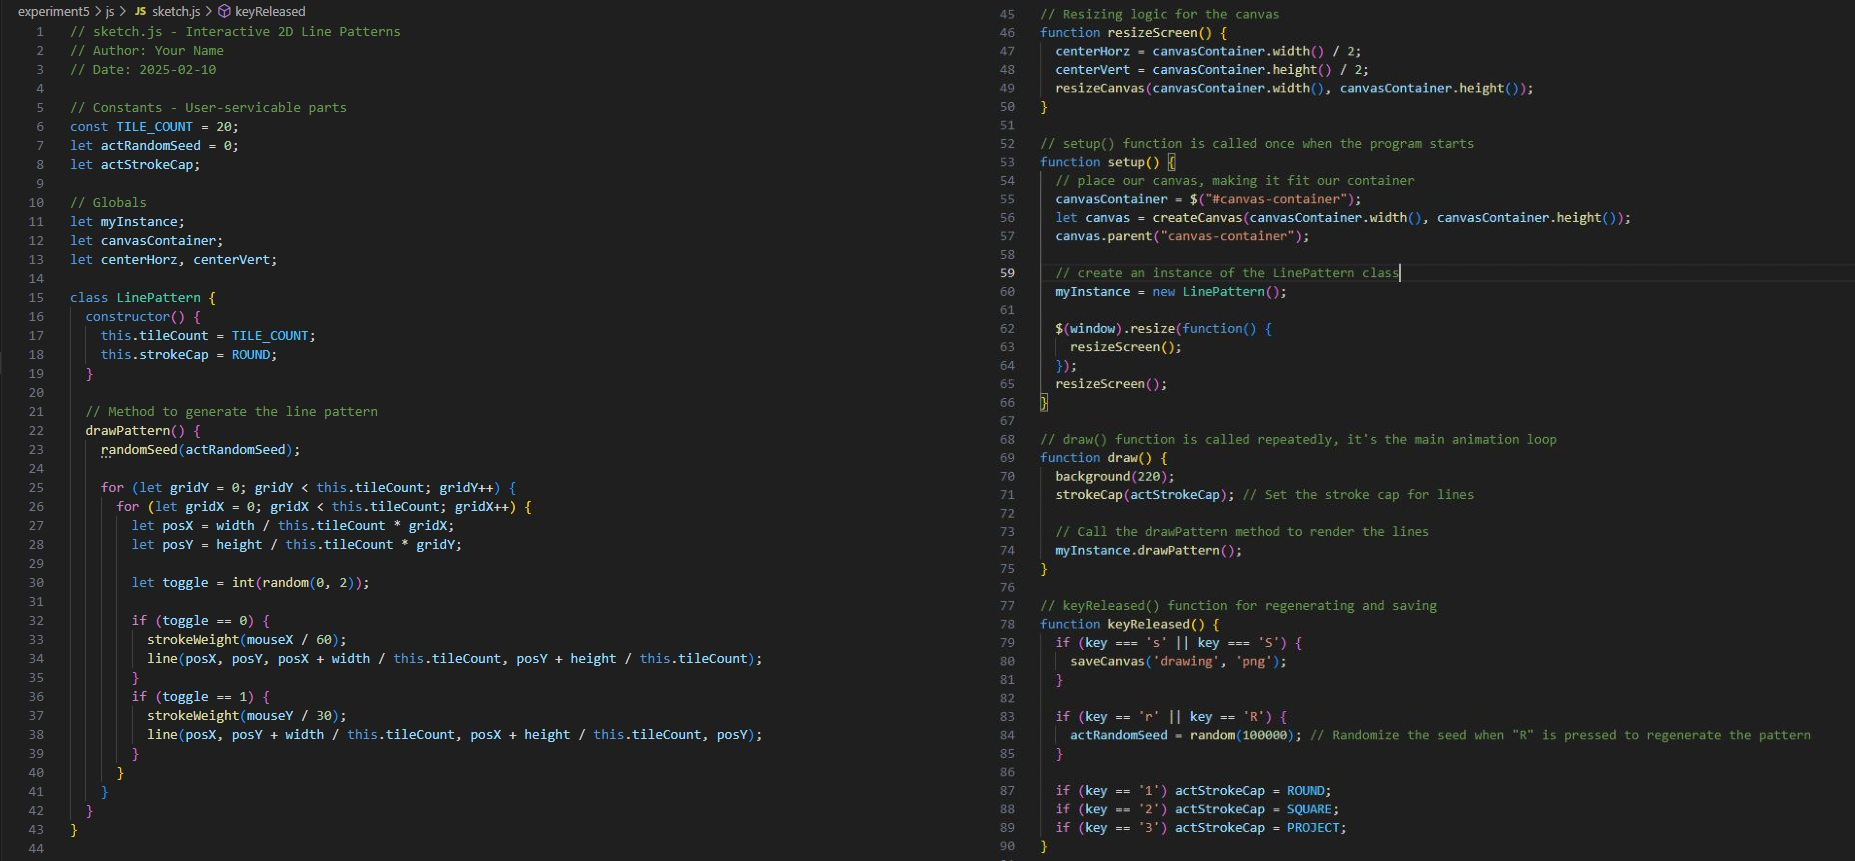 experiment5 > js > JS sketch.js > keyReleased
1 // sketch.js - Interactive 2D Line Patterns
2 // Author: Your Name
3 // Date: 2025-02-10
4
5 // Constants - User-servicable parts
6 const TILE_COUNT = 20;
7 let actRandomSeed = 0;
8 let actStrokeCap;
9
10 // Globals
11 let myInstance;
12 let canvasContainer;
13 let centerHorz, centerVert;
14
15 class LinePattern {
16   constructor() {
17     this.tileCount = TILE_COUNT;
18     this.strokeCap = ROUND;
19   }
20
21   // Method to generate the line pattern
22   drawPattern() {
23     randomSeed(actRandomSeed);
24
25     for (let gridY = 0; gridY < this.tileCount; gridY++) {
26       for (let gridX = 0; gridX < this.tileCount; gridX++) {
27         let posX = width / this.tileCount * gridX;
28         let posY = height / this.tileCount * gridY;
29
30         let toggle = int(random(0, 2));
31
32         if (toggle == 0) {
33           strokeWeight(mouseX / 60);
34           line(posX, posY, posX + width / this.tileCount, posY + height / this.tileCount);
35         }
36         if (toggle == 1) {
37           strokeWeight(mouseY / 30);
38           line(posX, posY + width / this.tileCount, posX + height / this.tileCount, posY);
39         }
40       }
41     }
42   }
43 }
44
45 // Resizing logic for the canvas
46 function resizeScreen() {
47   centerHorz = canvasContainer.width() / 2;
48   centerVert = canvasContainer.height() / 2;
49   resizeCanvas(canvasContainer.width(), canvasContainer.height());
50 }
51
52 // setup() function is called once when the program starts
53 function setup() {
54   // place our canvas, making it fit our container
55   canvasContainer = $("#canvas-container");
56   let canvas = createCanvas(canvasContainer.width(), canvasContainer.height());
57   canvas.parent("canvas-container");
58
59   // create an instance of the LinePattern class
60   myInstance = new LinePattern();
61
62   $(window).resize(function() {
63     resizeScreen();
64   });
65   resizeScreen();
66 }
67
68 // draw() function is called repeatedly, it's the main animation loop
69 function draw() {
70   background(220);
71   strokeCap(actStrokeCap); // Set the stroke cap for lines
72
73   // Call the drawPattern method to render the lines
74   myInstance.drawPattern();
75 }
76
77 // keyReleased() function for regenerating and saving
78 function keyReleased() {
79   if (key === 's' || key === 'S') {
80     saveCanvas('drawing', 'png');
81   }
82
83   if (key == 'r' || key == 'R') {
84     actRandomSeed = random(100000); // Randomize the seed when "R" is pressed to regenerate the pattern
85   }
86
87   if (key == '1') actStrokeCap = ROUND;
88   if (key == '2') actStrokeCap = SQUARE;
89   if (key == '3') actStrokeCap = PROJECT;
90 }